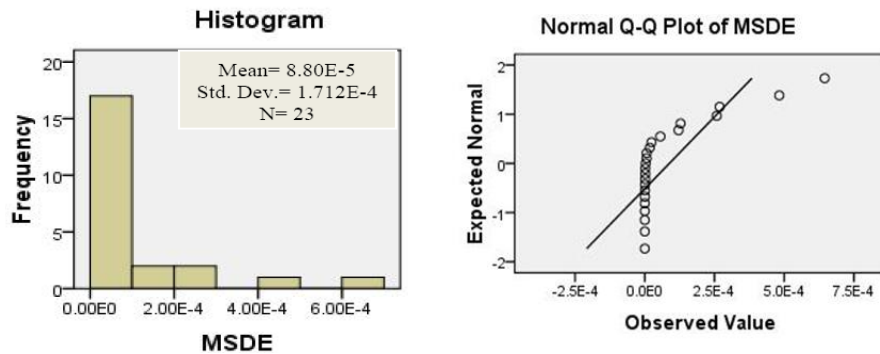 Histogram
Mean= 8.80E-5
Std. Dev.= 1.712E-4
N= 23
Frequency
20
15
10
5
0
0.00E0 2.00E-4 4.00E-4 6.00E-4
MSDE
Normal Q-Q Plot of MSDE
Expected Normal
2
1
0
-1
-2
-2.5E-4 0.0E0 2.5E-4 5.0E-4 7.5E-4
Observed Value